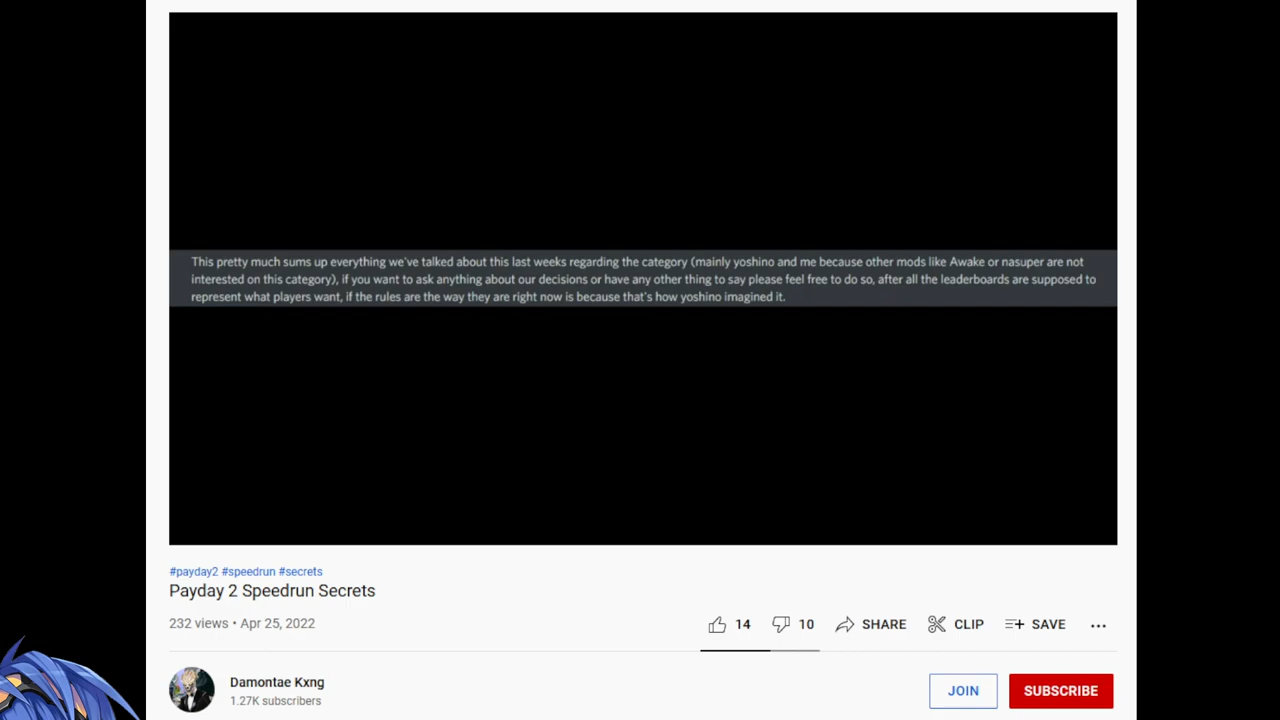 This pretty much sums up everything we've talked about this last weeks regarding the category (mainly yoshino and me because other mods like Awake or nasuper are not
interested on this category), if you want to ask anything about our decisions or have any other thing to say please feel free to do so, after all the leaderboards are supposed to
represent what players want, if the rules are the way they are right now is because that's how yoshino imagined it.
#payday2 #speedrun #secrets
Payday 2 Speedrun Secrets
232 views • Apr 25, 2022
14 10 SHARE CLIP SAVE
Damontae Kxng
1.27K subscribers
JOIN SUBSCRIBE